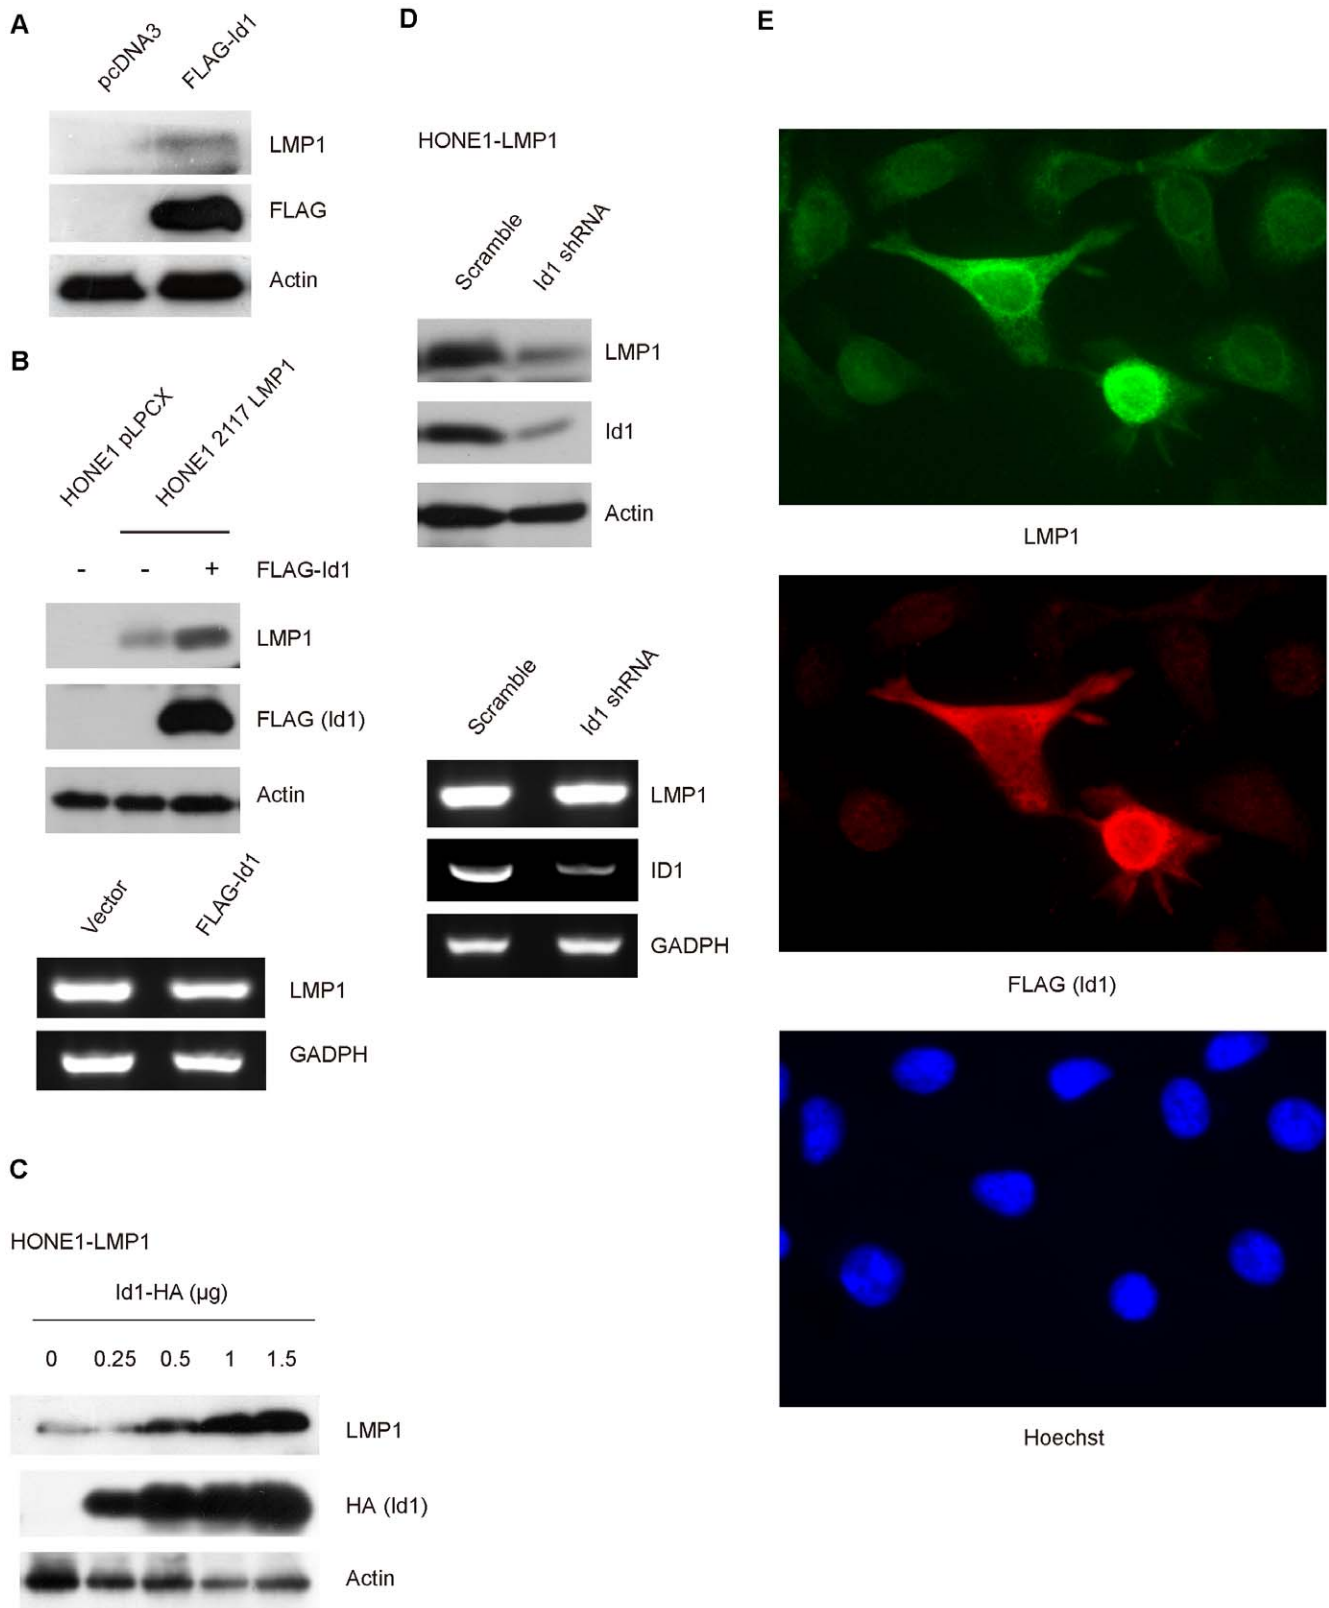 A
pcDNA3
FLAG-Id1
LMP1
FLAG
Actin
B
HONE1 pLPCX
HONE1 2117 LMP1
- - + FLAG-Id1
LMP1
FLAG (Id1)
Actin
Vector
FLAG-Id1
LMP1
GADPH
C
HONE1-LMP1
Id1-HA (µg)
0 0.25 0.5 1 1.5
LMP1
HA (Id1)
Actin
D
HONE1-LMP1
Scramble
Id1 shRNA
LMP1
Id1
Actin
Scramble
Id1 shRNA
LMP1
ID1
GADPH
E
LMP1
FLAG (Id1)
Hoechst